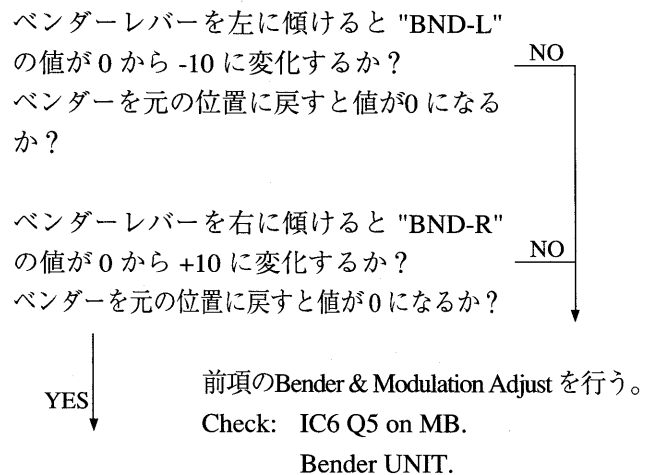 ベンダーレバーを左に傾けると "BND-L"
の値が 0 から -10 に変化するか？
NO
ベンダーを元の位置に戻すと値が0 になる
か？
ベンダーレバーを右に傾けると "BND-R"
の値が 0 から +10 に変化するか？
NO
ベンダーを元の位置に戻すと値が 0 になるか？
YES
前項のBender & Modulation Adjust を行う。
Check: IC6 Q5 on MB.
Bender UNIT.